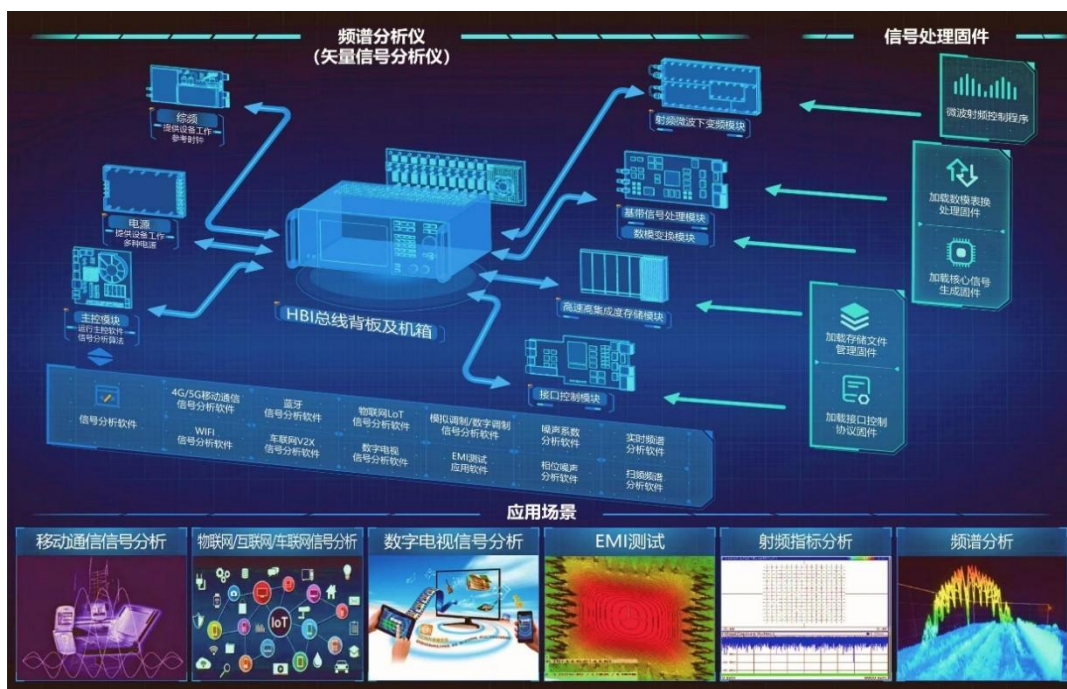 频谱分析仪
(矢量信号分析仪)
信号处理固件
综频
提供设备工作
参考时钟
电源
提供设备工作
多种电源
主控模块
运行主控软件
信号分析算法
HBI总线背板及机箱
射频微波下变频模块
基带信号处理模块
数模变换模块
高速高集成度存储模块
接口控制模块
微波射频控制程序
加载数模表换
处理固件
加载核心信号
生成固件
加载存储文件
管理固件
加载接口控制
协议固件
信号分析软件
4G/5G移动通信
信号分析软件
WIFI
信号分析软件
蓝牙
信号分析软件
车联网V2X
信号分析软件
物联网LoT
信号分析软件
数字电视
信号分析软件
模拟调制/数字调制
信号分析软件
EMI测试
应用软件
噪声系数
分析软件
相位噪声
分析软件
实时频谱
分析软件
扫频频谱
分析软件
应用场景
移动通信信号分析
物联网/互联网/车联网信号分析
数字电视信号分析
EMI测试
射频指标分析
频谱分析
IoT